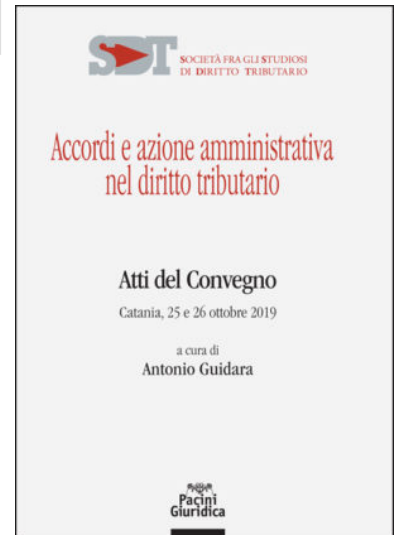 SDT
SOCIETÀ FRA GLI STUDIOSI
DI DIRITTO TRIBUTARIO
Accordi e azione amministrativa
nel diritto tributario
Atti del Convegno
Catania, 25 e 26 ottobre 2019
a cura di
Antonio Guidara
Pacini
Giuridica